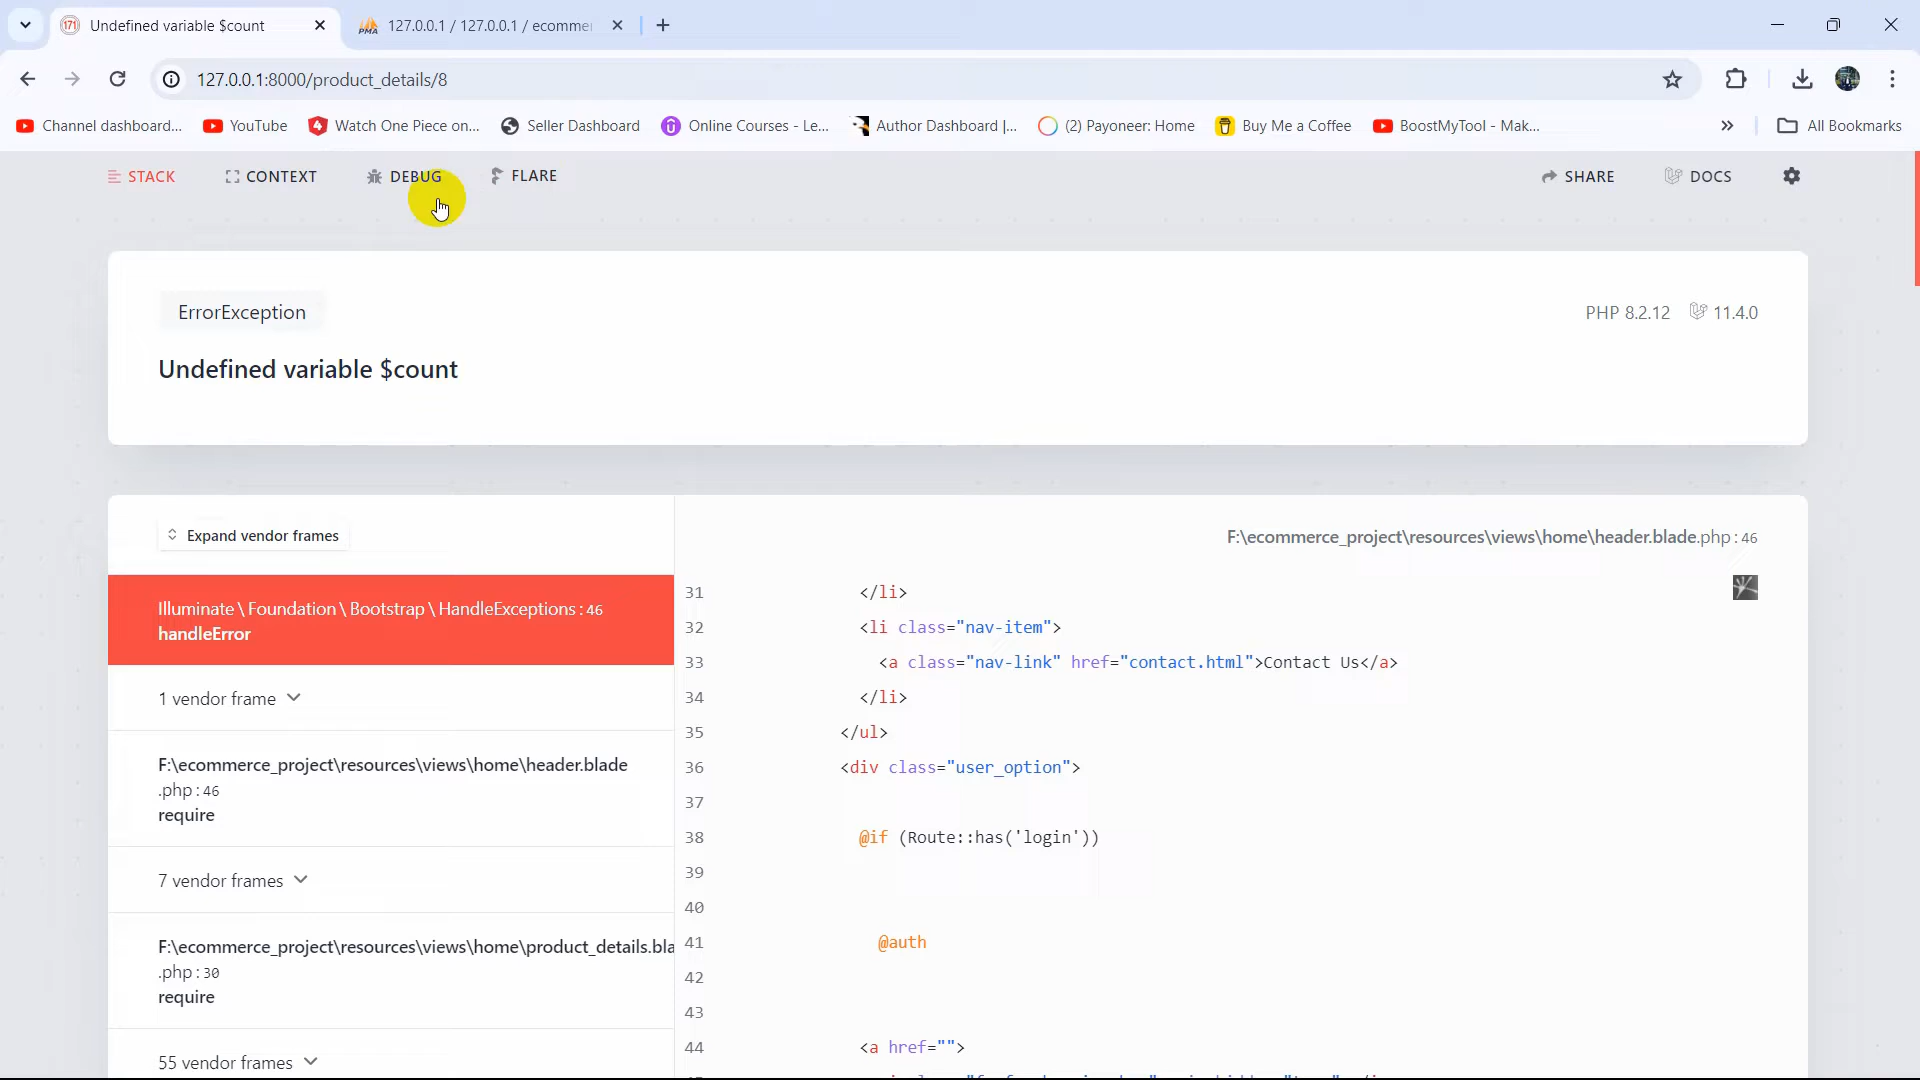 Undefined variable $count
127.0.0.1 / 127.0.0.1 / ecomme
127.0.0.1:8000/product_details/8
Channel dashboard...
YouTube
Watch One Piece on...
Seller Dashboard
Online Courses - Le...
Author Dashboard |...
(2) Payoneer: Home
Buy Me a Coffee
BoostMyTool - Mak...
All Bookmarks
STACK
CONTEXT
DEBUG
FLARE
SHARE
DOCS
ErrorException
PHP 8.2.12
11.4.0
Undefined variable $count
Expand vendor frames
Illuminate\Foundation\Bootstrap\HandleExceptions:46
handleError
1 vendor frame
F:\ecommerce_project\resources\views\home\header.blade
.php:46
require
7 vendor frames
F:\ecommerce_project\resources\views\home\product_details.bla
.php:30
require
55 vendor frames
F:\ecommerce_project\resources\views\home\header.blade.php:46
31 </li>
32 <li class="nav-item">
33 <a class="nav-link" href="contact.html">Contact Us</a>
34 </li>
35 </ul>
36 <div class="user_option">
37
38 @if (Route::has('login'))
39
40
41 @auth
42
43
44 <a href="">